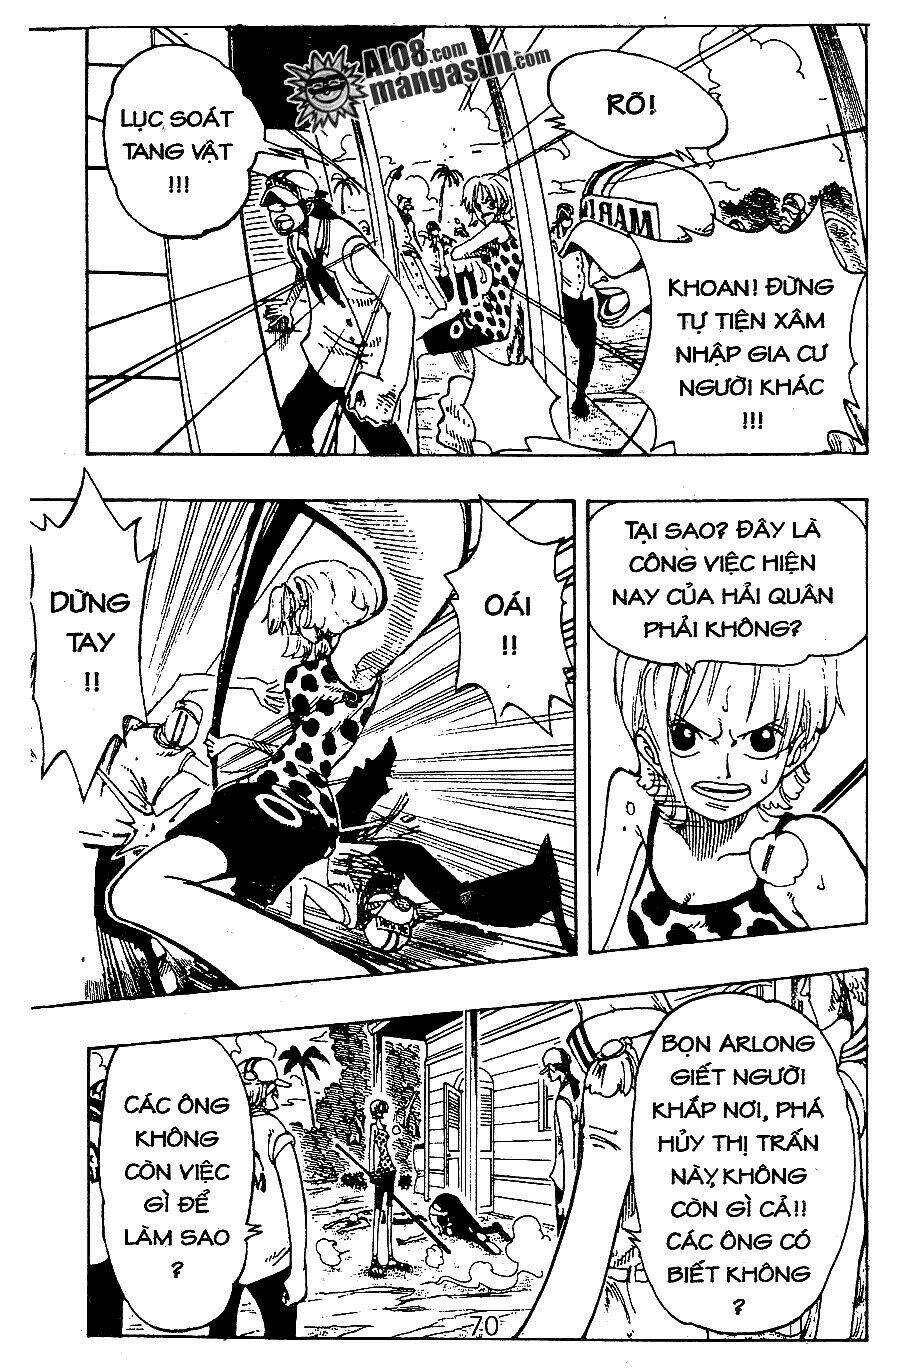 ALO8.com
mangasun.com
LỤC SOÁT
TANG VẬT
!!!
RÕ!
MARI
KHOAN! ĐỪNG
TỰ TIỆN XÂM
NHẬP GIA CƯ
NGƯỜI KHÁC
!!!
DỪNG
TAY
!!
OÁI
!!
TẠI SAO? ĐÂY LÀ
CÔNG VIỆC HIỆN
NAY CỦA HẢI QUÂN
PHẢI KHÔNG?
CÁC ÔNG
KHÔNG
CÒN VIỆC
GÌ ĐỂ
LÀM SAO
?
BỌN ARLONG
GIẾT NGƯỜI
KHẮP NƠI, PHÁ
HỦY THỊ TRẤN
NÀY, KHÔNG
CÒN GÌ CẢ!!
CÁC ÔNG CÓ
BIẾT KHÔNG
?
70